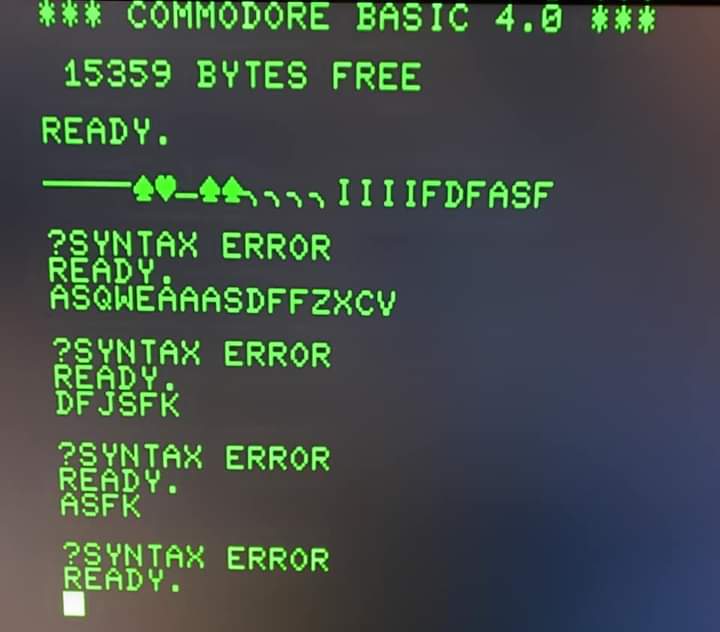 *** COMMODORE BASIC 4.0 ***
15359 BYTES FREE
READY.
────♠♥_♠♠╮╮╮╮IIIIFDFASF
?SYNTAX ERROR
READY.
ASQWEAAASDFFZXCV
?SYNTAX ERROR
READY.
DFJSFK
?SYNTAX ERROR
READY.
ASFK
?SYNTAX ERROR
READY.